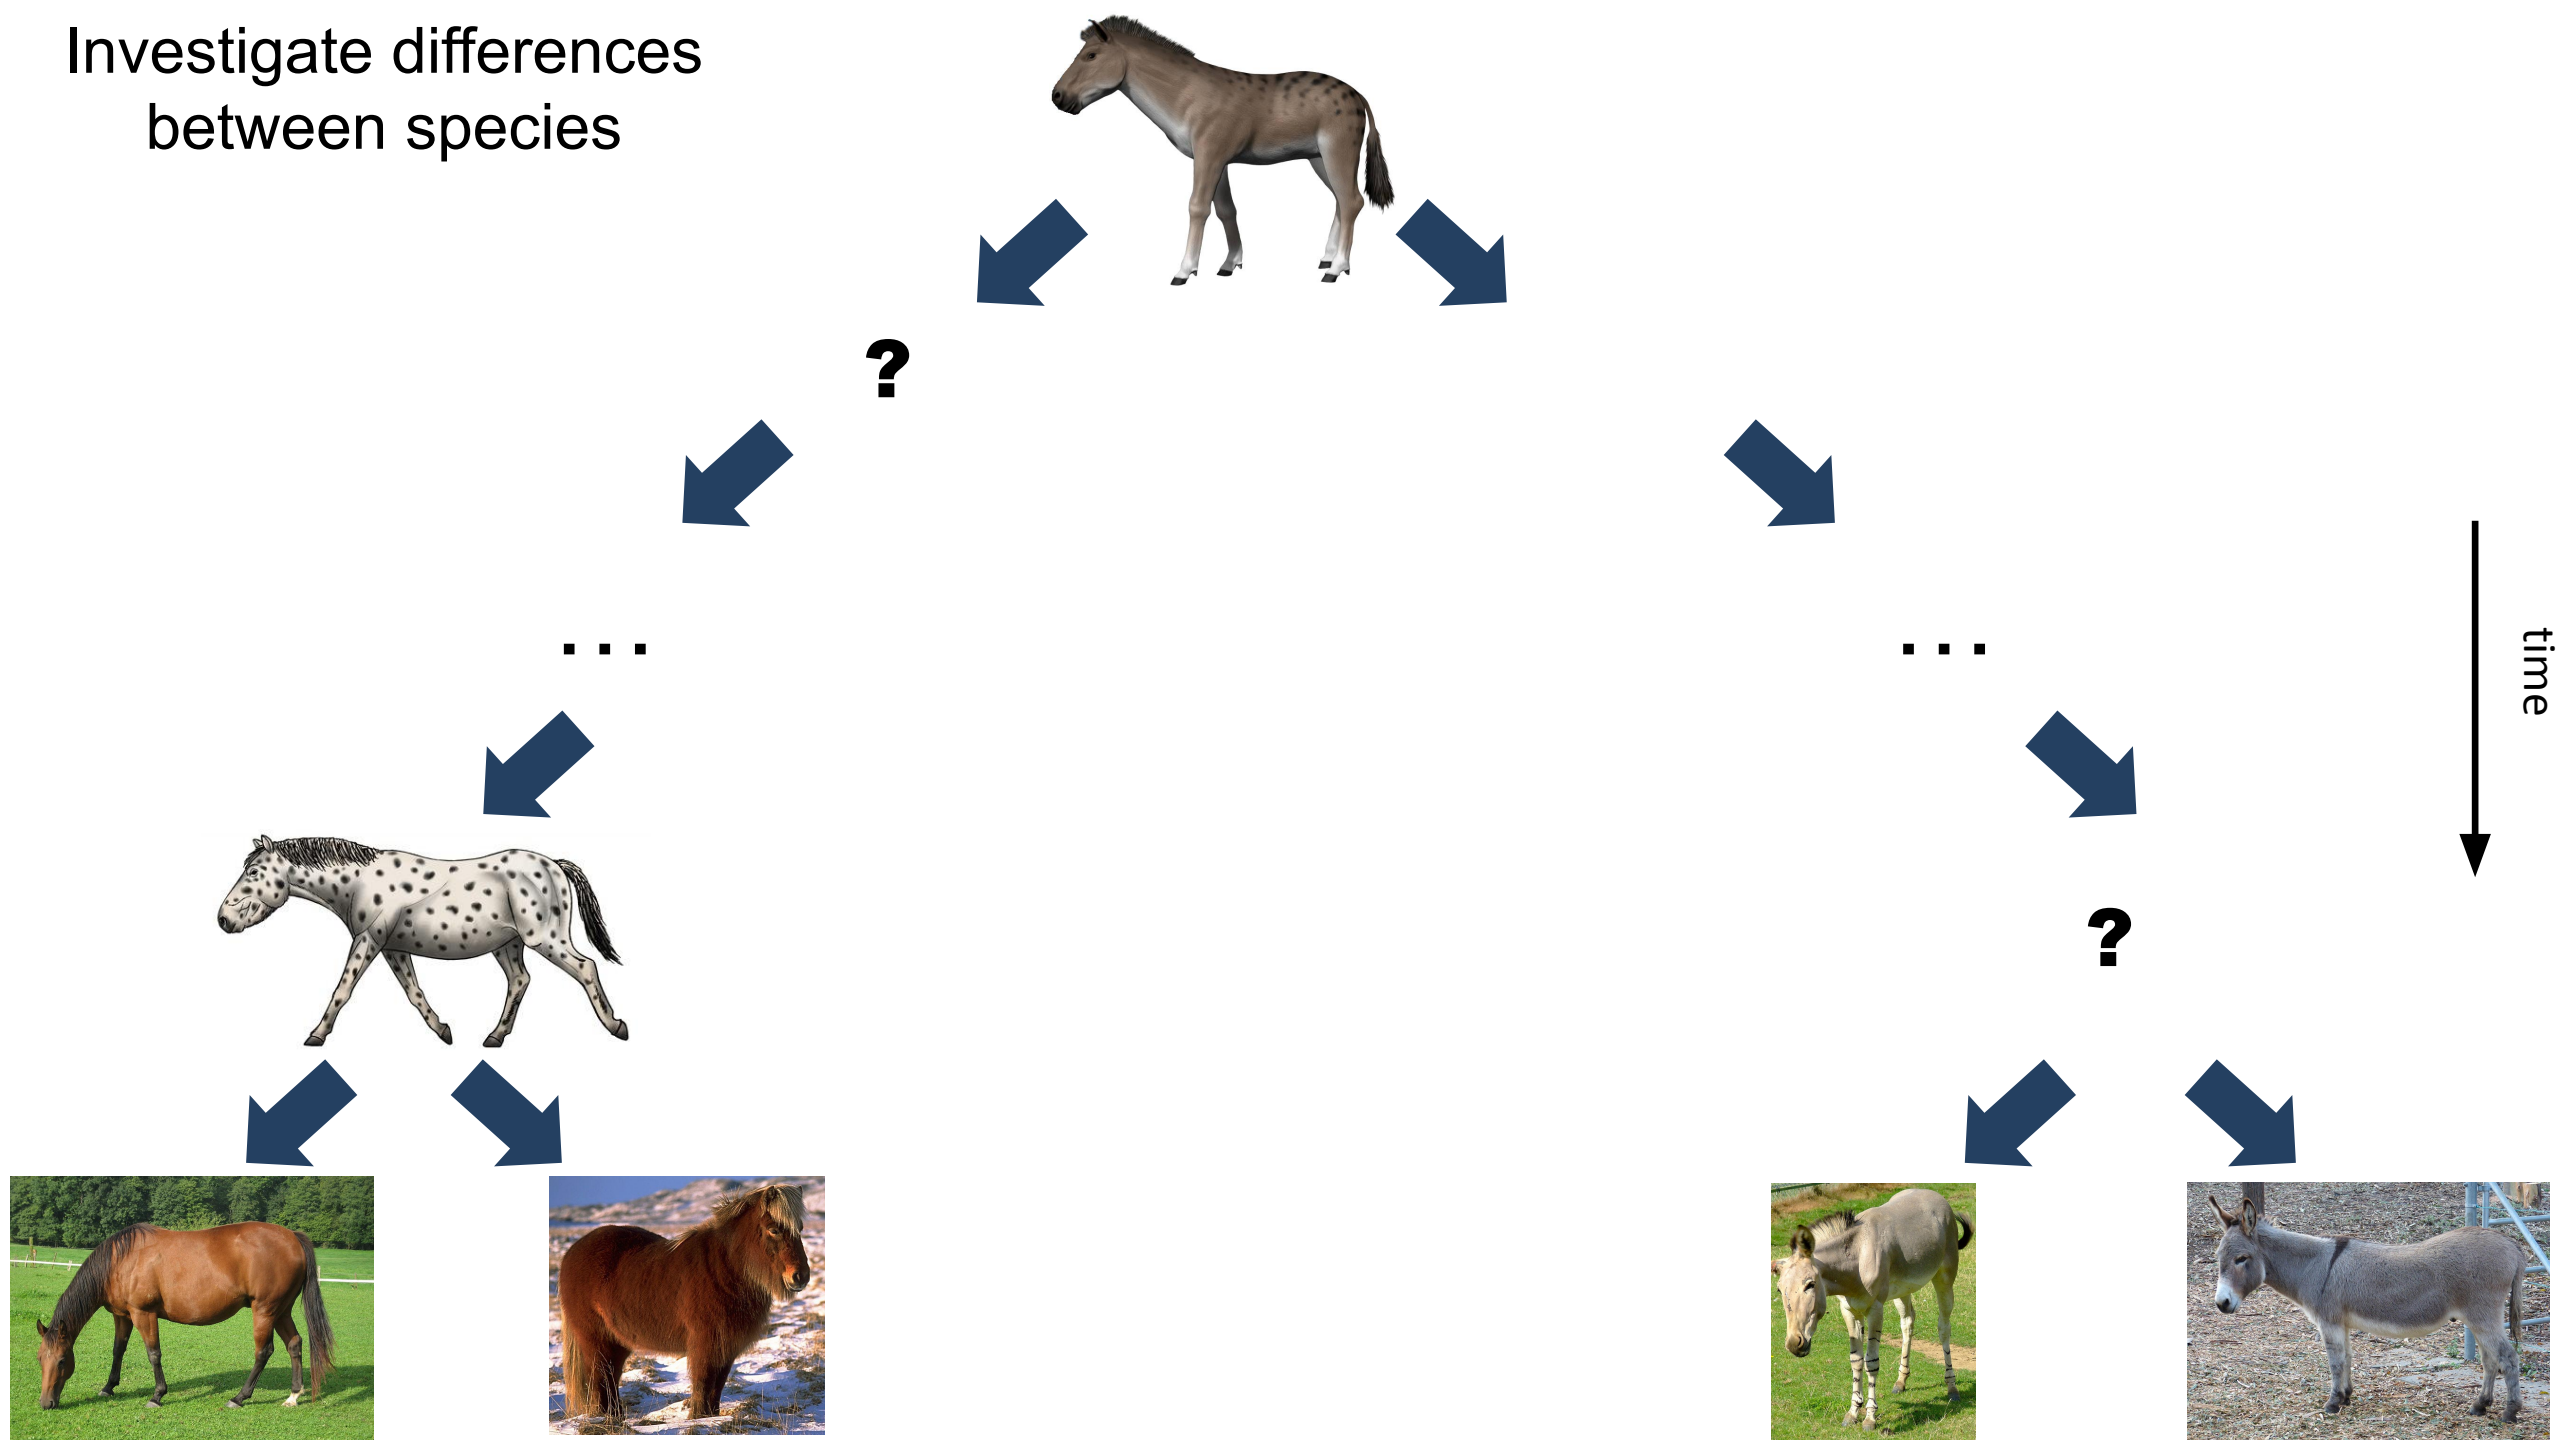 Investigate differences
between species
?
...
...
time
?